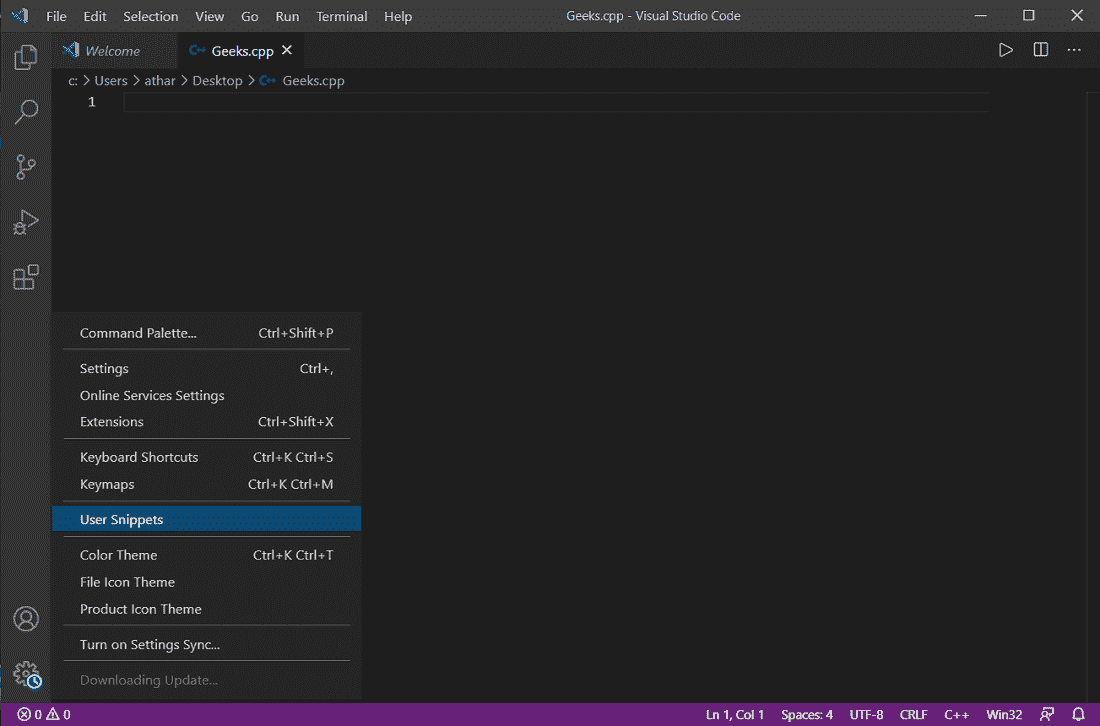 File Edit Selection View Go Run Terminal Help Geeks.cpp - Visual Studio Code
Welcome Geeks.cpp
c: > Users > athar > Desktop > Geeks.cpp
1
Command Palette... Ctrl+Shift+P
Settings Ctrl+,
Online Services Settings
Extensions Ctrl+Shift+X
Keyboard Shortcuts Ctrl+K Ctrl+S
Keymaps Ctrl+K Ctrl+M
User Snippets
Color Theme Ctrl+K Ctrl+T
File Icon Theme
Product Icon Theme
Turn on Settings Sync...
Downloading Update...
0 0 Ln 1, Col 1 Spaces: 4 UTF-8 CRLF C++ Win32